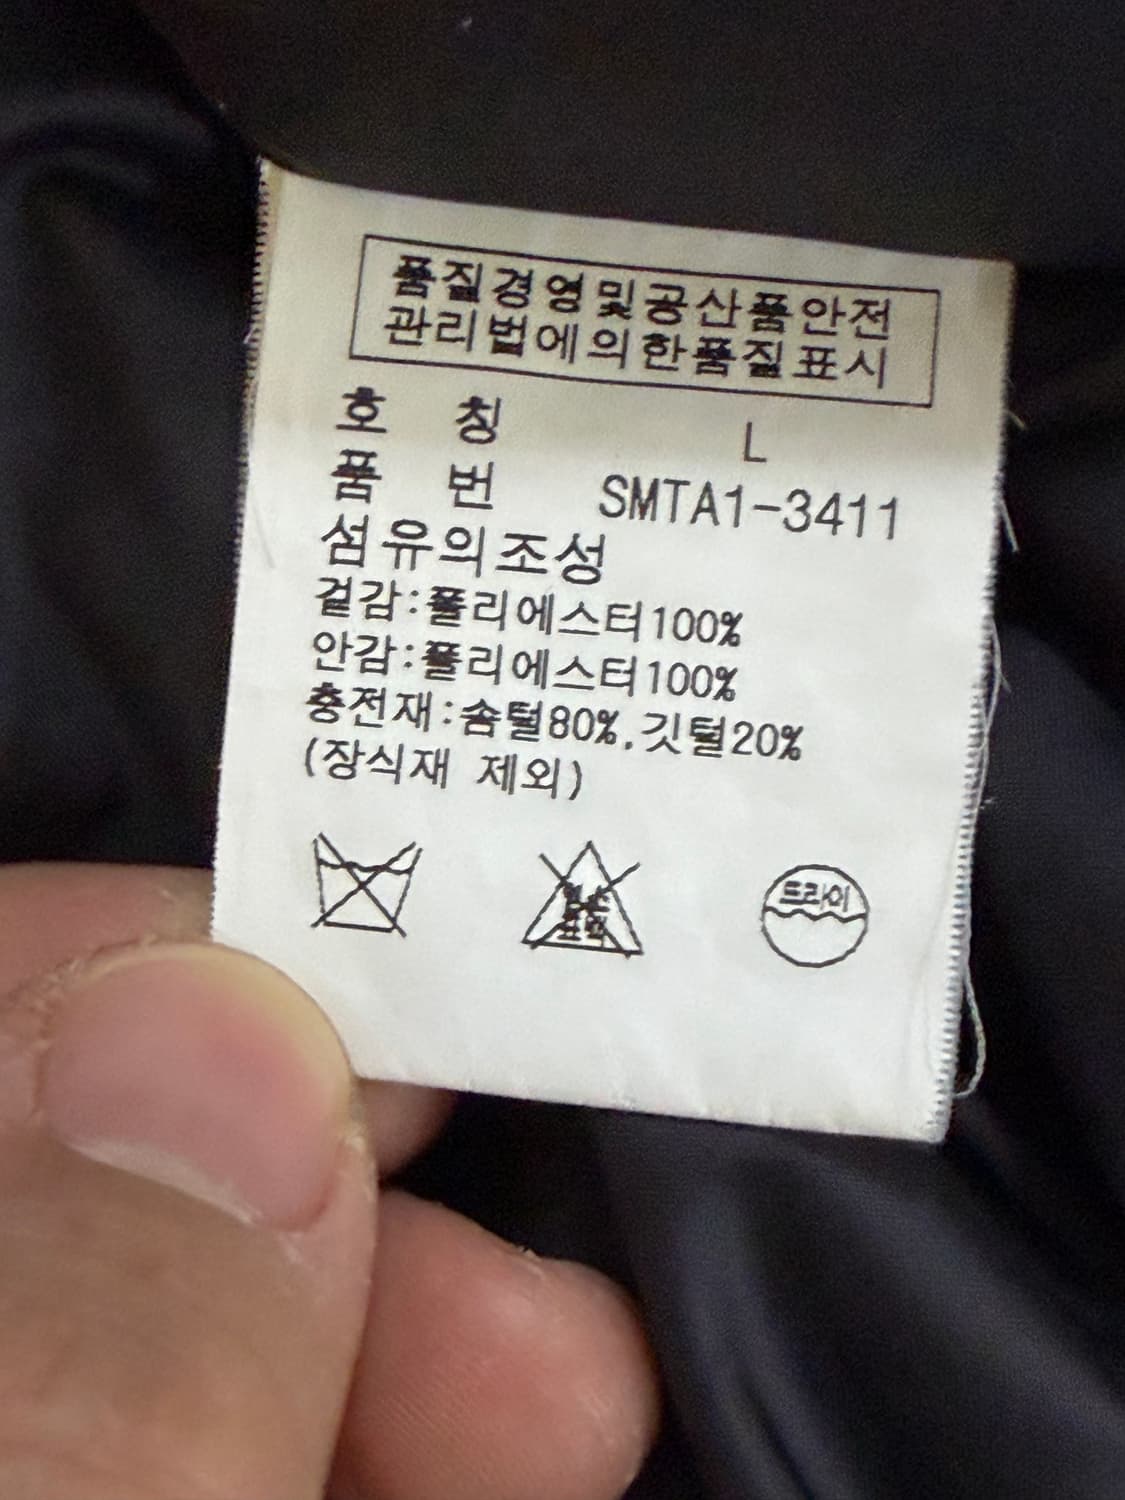 품질경영및공산품안전
관리법에의한품질표시
호 칭 L
품 번 SMTA1-3411
섬유의조성
겉감:폴리에스터100%
안감:폴리에스터100%
충전재:솜털80%,깃털20%
(장식재 제외)
드라이